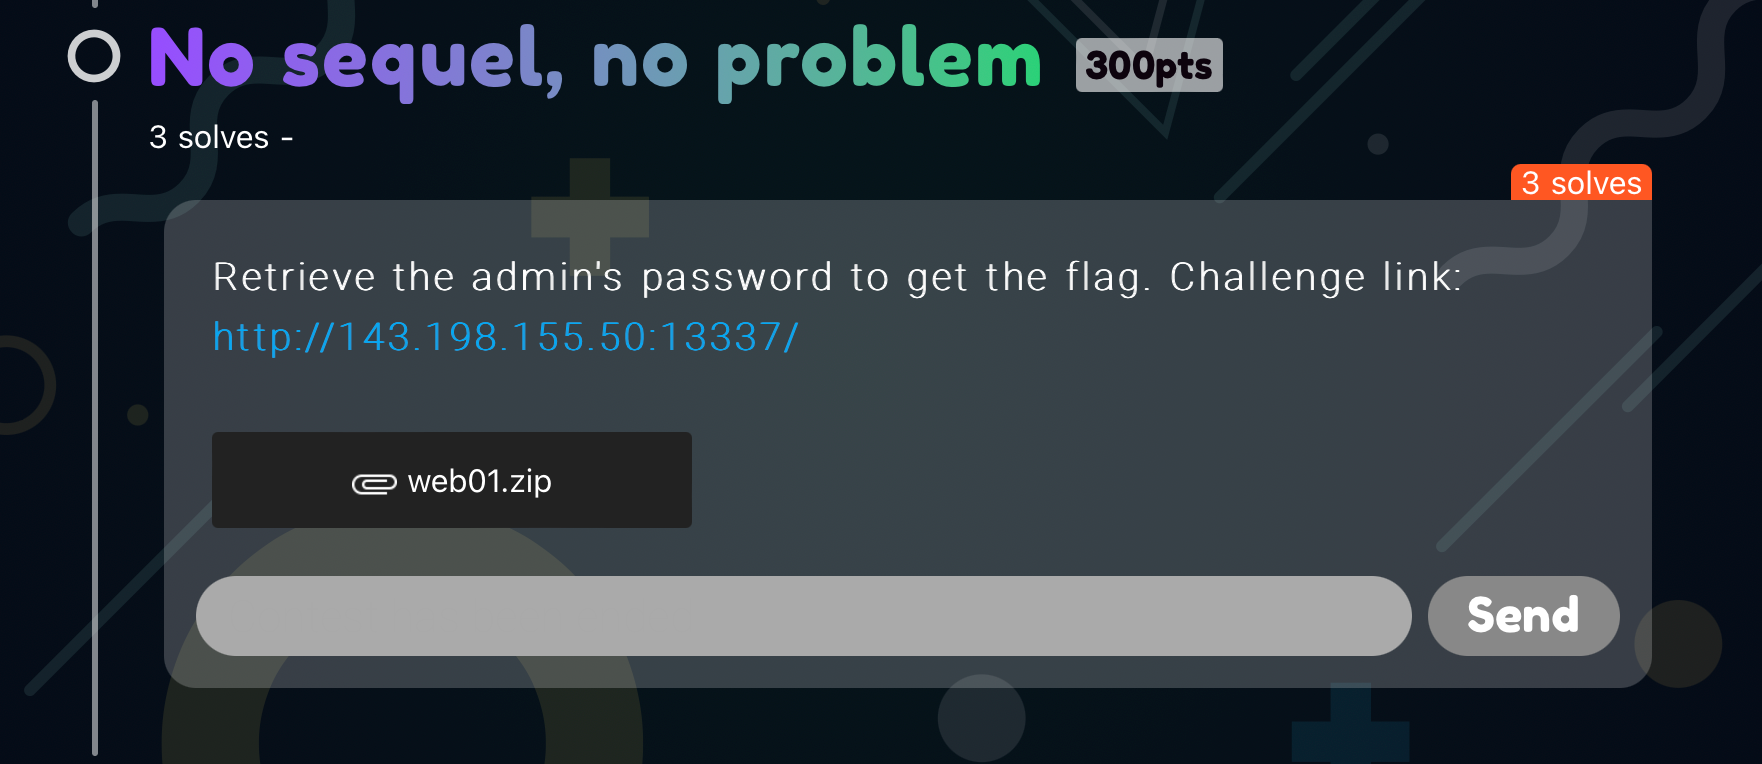 No sequel, no problem 300pts
3 solves -
3 solves
Retrieve the admin's password to get the flag. Challenge link:
http://143.198.155.50:13337/
web01.zip
Send